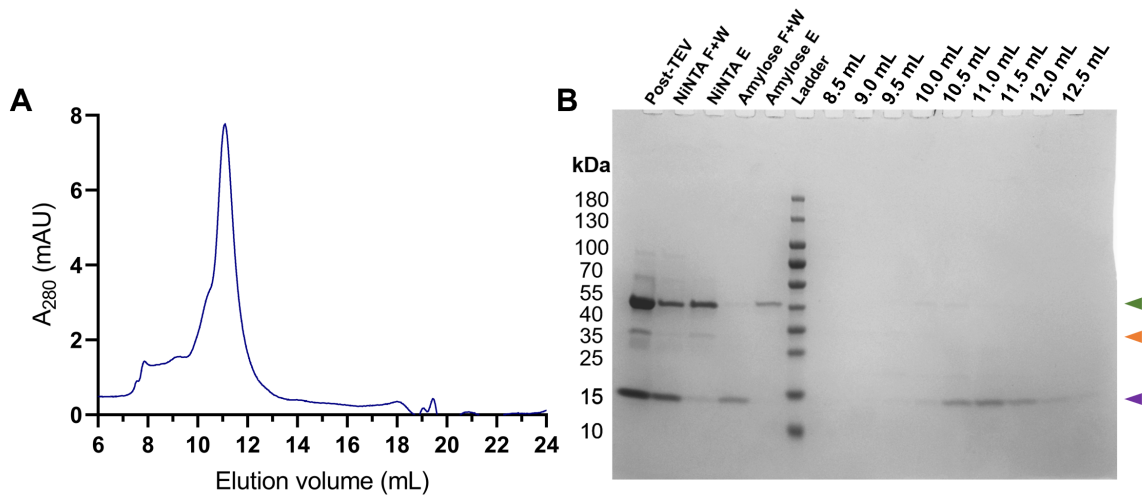 A
A280 (mAU)
8
6
4
2
0
6 8 10 12 14 16 18 20 22 24
Elution volume (mL)
B
Post-TEV
NiNTA F+W
NiNTA E
Amylose F+W
Amylose E
Ladder
8.5 mL
9.0 mL
9.5 mL
10.0 mL
10.5 mL
11.0 mL
11.5 mL
12.0 mL
12.5 mL
kDa
180
130
100
70
55
40
35
25
15
10